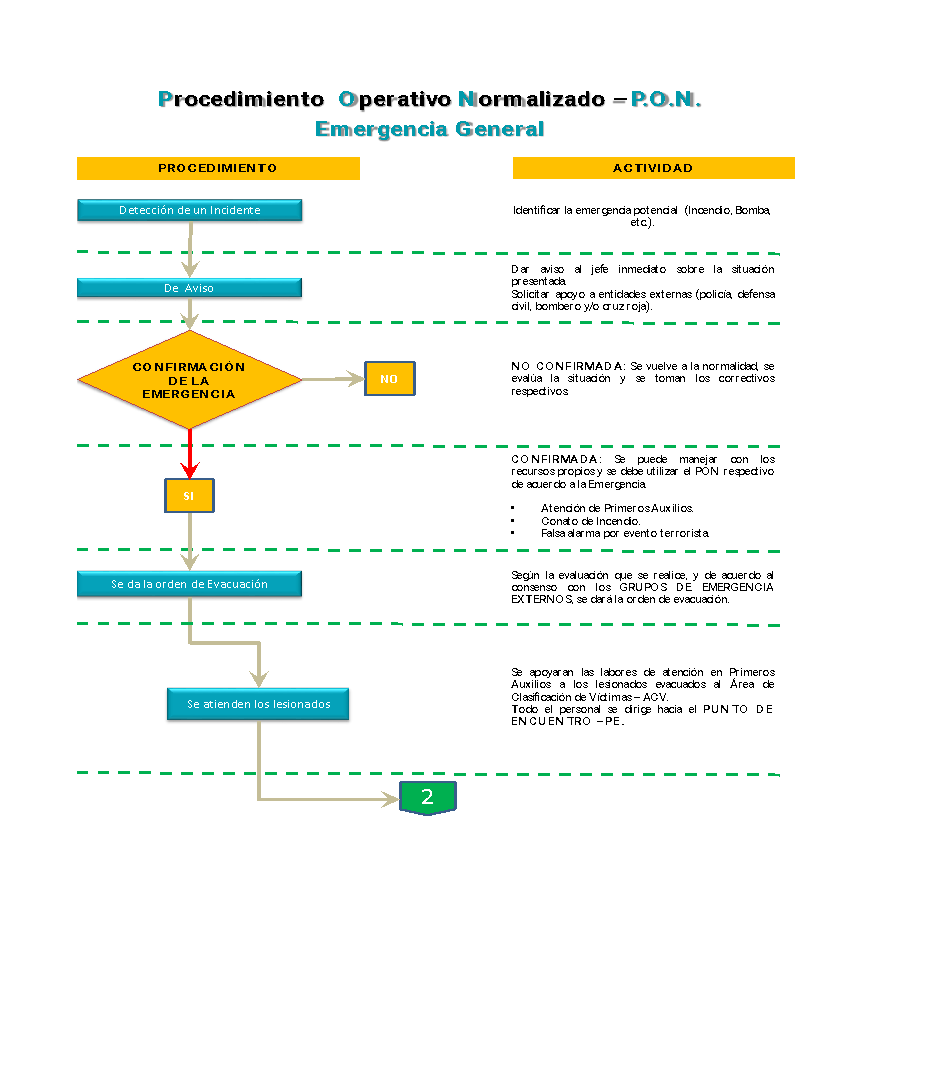 Procedimiento Operativo Normalizado – P.O.N.
Emergencia General
PROCEDIMIENTO
ACTIVIDAD
Detección de un Incidente
Identificar la emergencia potencial (Incendio, Bomba,
etc.).
De Aviso
Dar aviso al jefe inmediato sobre la situación
presentada.
Solicitar apoyo a entidades externas (policía, defensa
civil, bombero y/o cruz roja).
CONFIRMACIÓN
DE LA
EMERGENCIA
NO
NO CONFIRMADA: Se vuelve a la normalidad, se
evalúa la situación y se toman los correctivos
respectivos.
SI
CONFIRMADA: Se puede manejar con los
recursos propios y se debe utilizar el PON respectivo
de acuerdo a la Emergencia.
• Atención de Primeros Auxilios.
• Conato de Incendio.
• Falsa alarma por evento terrorista.
Se da la orden de Evacuación
Según la evaluación que se realice, y de acuerdo al
consenso con los GRUPOS DE EMERGENCIA
EXTERNOS, se dará la orden de evacuación.
Se atienden los lesionados
Se apoyaran las labores de atención en Primeros
Auxilios a los lesionados evacuados al Área de
Clasificación de Víctimas – ACV.
Todo el personal se dirige hacia el PUNTO DE
ENCUENTRO – PE.
2